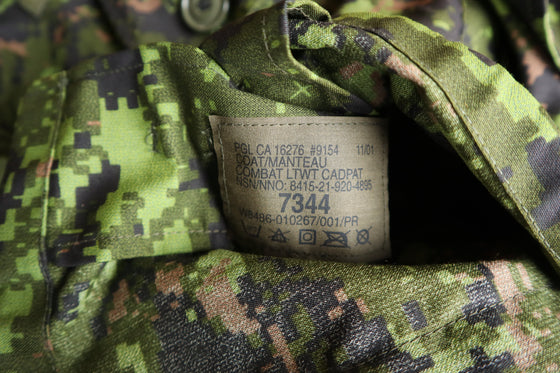 PGL CA 16276 #9154 11/01
COAT/MANTEAU
COMBAT LTWT CADPAT
NSN/NNO: 8415-21-920-4895
7344
W8486-010267/001/PR